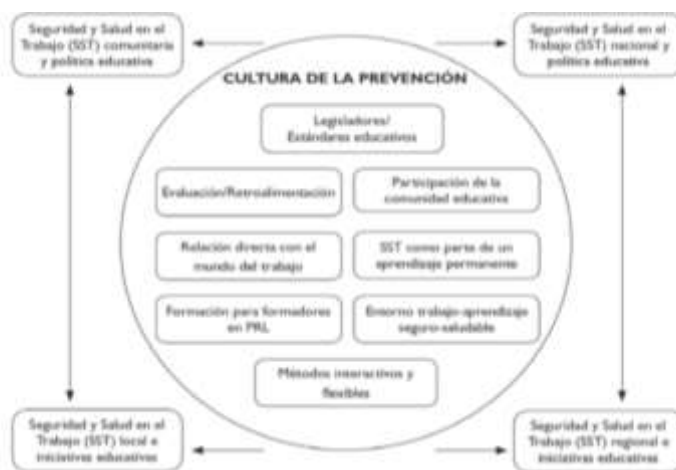 Seguridad y Salud en el
Trabajo (SST) comunitaria
y política educativa
Seguridad y Salud en el
Trabajo (SST) nacional y
política educativa
CULTURA DE LA PREVENCIÓN
Legisladores/
Estándares educativos
Evaluación/Retroalimentación
Participación de la
comunidad educativa
Relación directa con el
mundo del trabajo
SST como parte de un
aprendizaje permanente
Formación para formadores
en PRL
Entorno trabajo-aprendizaje
seguro-saludable
Métodos interactivos y
flexibles
Seguridad y Salud en el
Trabajo (SST) local e
iniciativas educativas
Seguridad y Salud en el
Trabajo (SST) regional e
iniciativas educativas